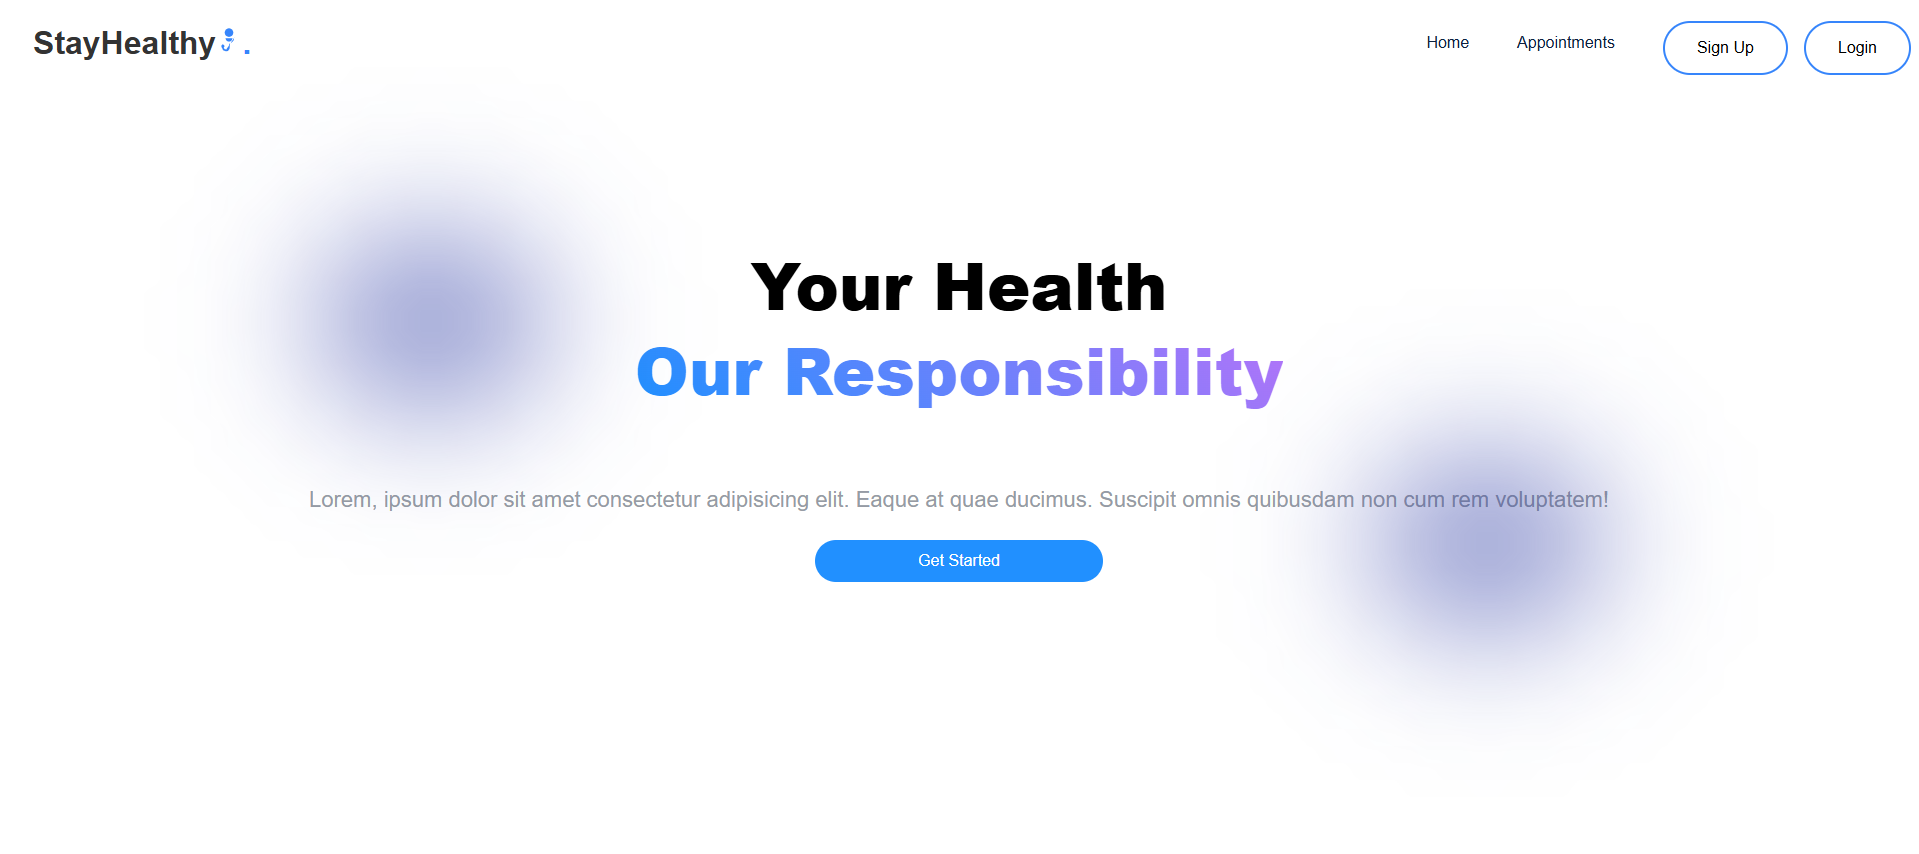 StayHealthy.
Home
Appointments
Sign Up
Login
Your Health
Our Responsibility
Lorem, ipsum dolor sit amet consectetur adipisicing elit. Eaque at quae ducimus. Suscipit omnis quibusdam non cum rem voluptatem!
Get Started